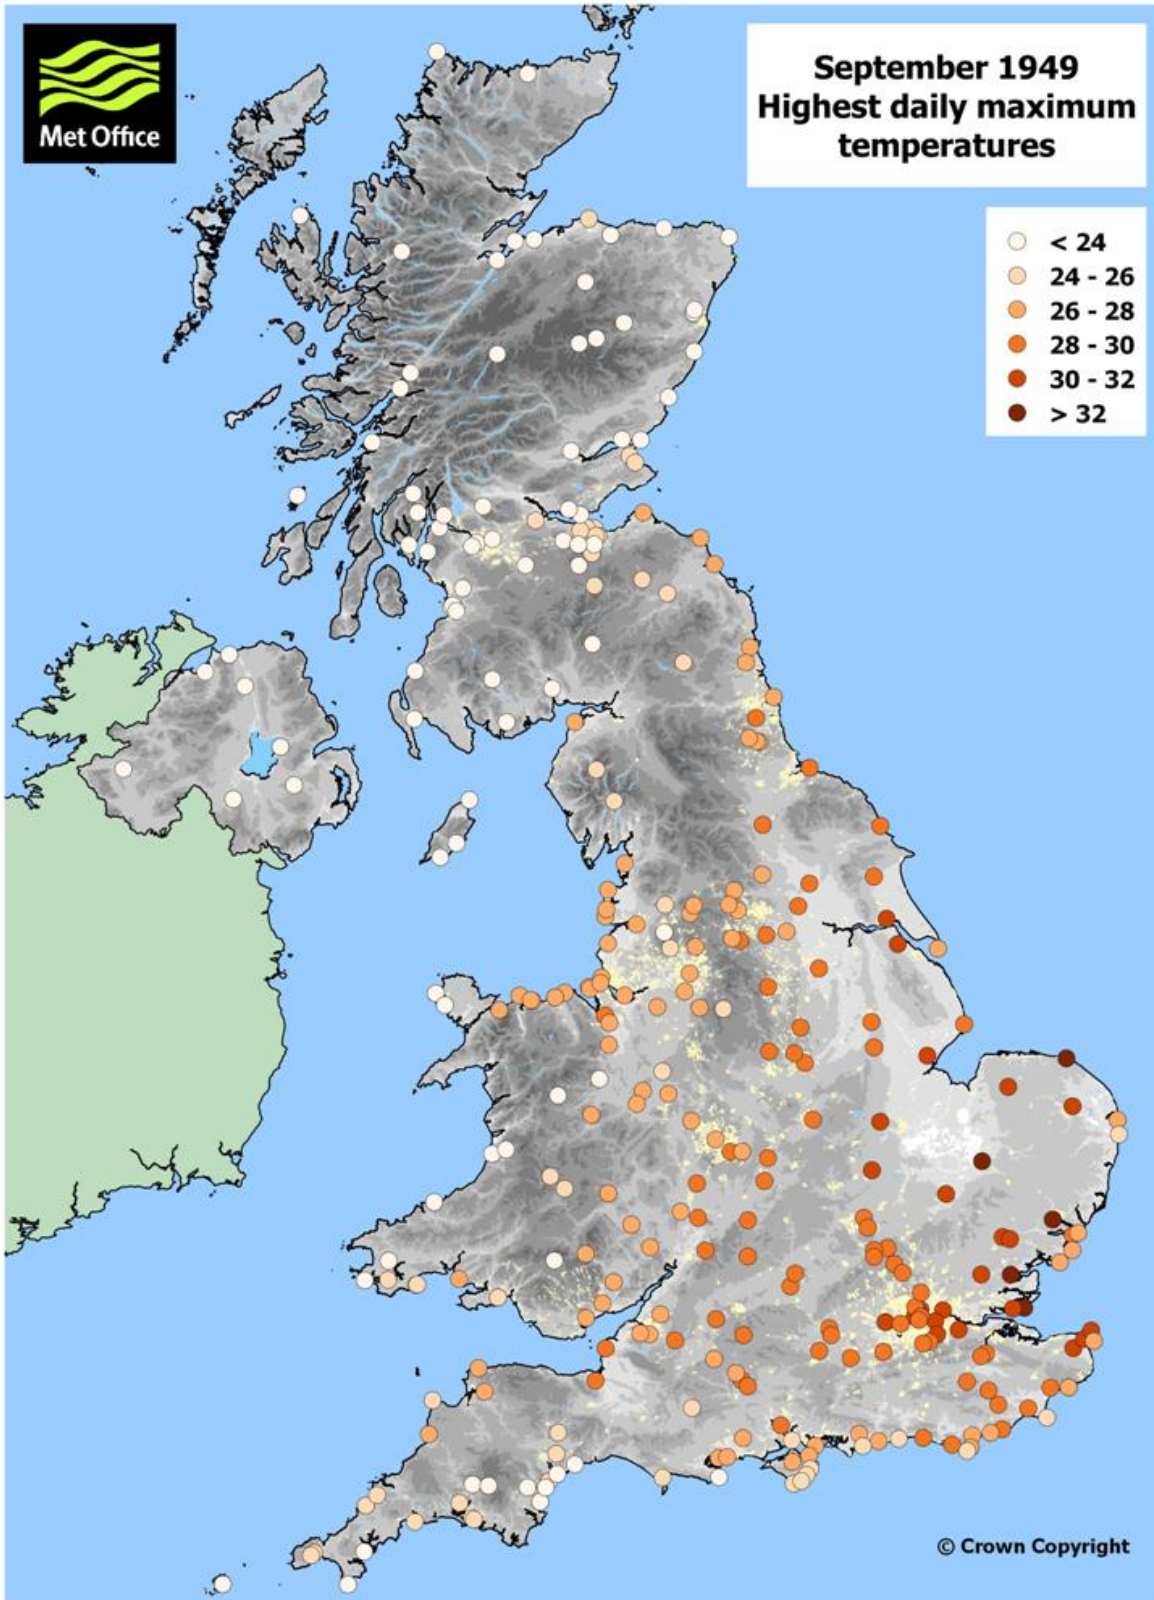 Met Office
September 1949
Highest daily maximum
temperatures
< 24
24 - 26
26 - 28
28 - 30
30 - 32
> 32
© Crown Copyright